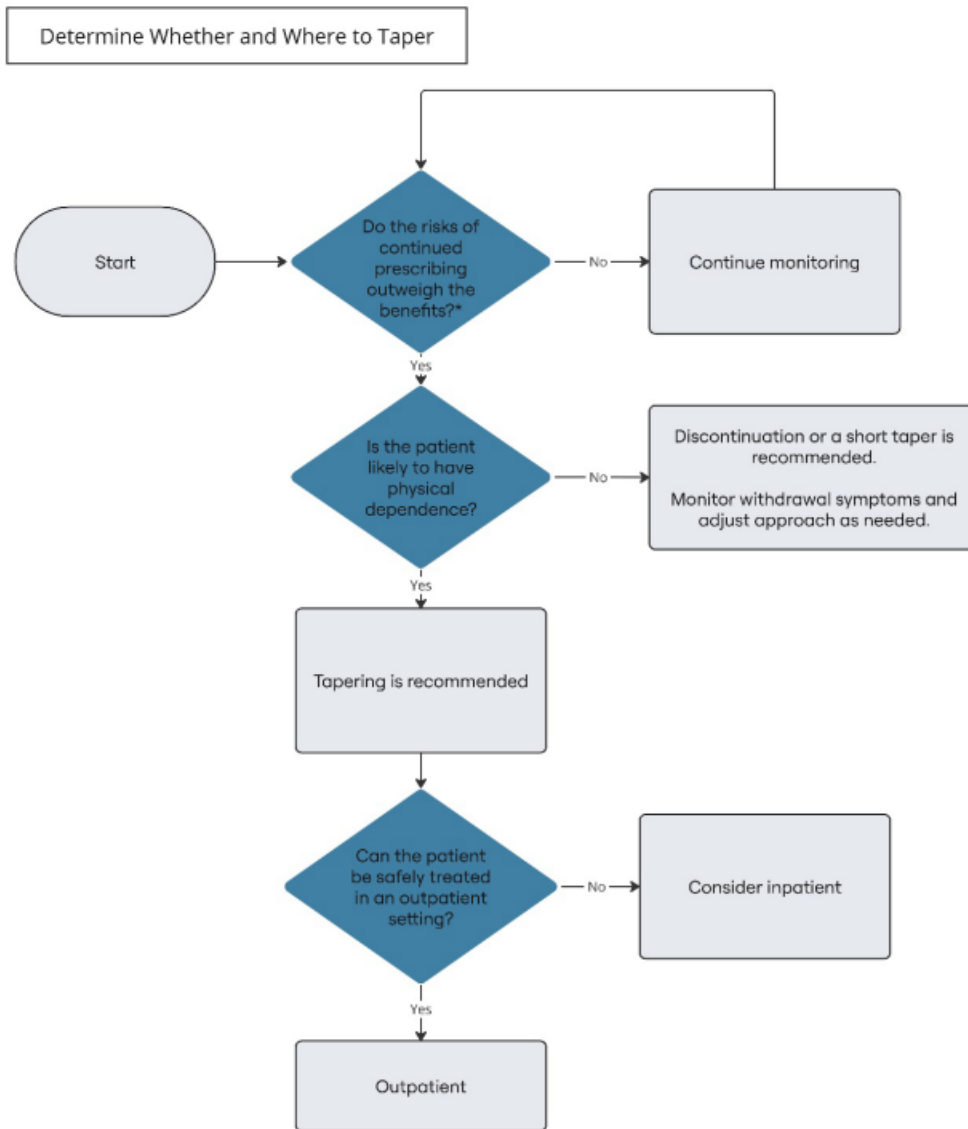 Determine Whether and Where to Taper
Start
Do the risks of
continued
prescribing
outweigh the
benefits?*
No
Continue monitoring
Yes
Is the patient
likely to have
physical
dependence?
No
Discontinuation or a short taper is
recommended.
Monitor withdrawal symptoms and
adjust approach as needed.
Yes
Tapering is recommended
Can the patient
be safely treated
in an outpatient
setting?
No
Consider inpatient
Yes
Outpatient